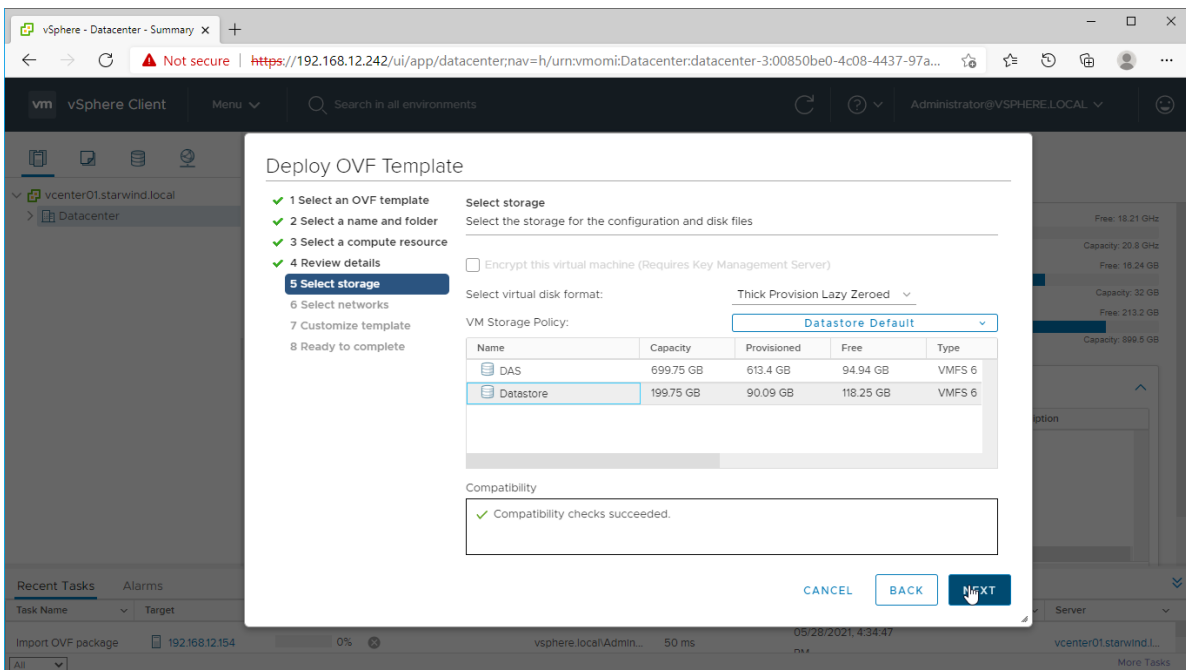 vSphere - Datacenter - Summary
Not secure https://192.168.12.242/ui/app/datacenter;nav=h/urn:vmomi:Datacenter:datacenter-3:00850be0-4c08-4437-97a...
vm vSphere Client Menu Search in all environments Administrator@VSPHERE.LOCAL
vcenter01.starwind.local
Datacenter
Deploy OVF Template
1 Select an OVF template
2 Select a name and folder
3 Select a compute resource
4 Review details
5 Select storage
6 Select networks
7 Customize template
8 Ready to complete
Select storage
Select the storage for the configuration and disk files
Encrypt this virtual machine (Requires Key Management Server)
Select virtual disk format: Thick Provision Lazy Zeroed
VM Storage Policy: Datastore Default
Name Capacity Provisioned Free Type
DAS 699.75 GB 613.4 GB 94.94 GB VMFS 6
Datastore 199.75 GB 90.09 GB 118.25 GB VMFS 6
Compatibility
Compatibility checks succeeded.
CANCEL BACK NEXT
Free: 18.21 GHz
Capacity: 20.8 GHz
Free: 16.24 GB
Capacity: 32 GB
Free: 213.2 GB
Capacity: 899.5 GB
ription
Recent Tasks Alarms
Task Name Target Server
Import OVF package 192.168.12.154 0% vsphere.local\Admin... 50 ms 05/28/2021, 4:34:47 vcenter01.starwind.l...
All More Tasks